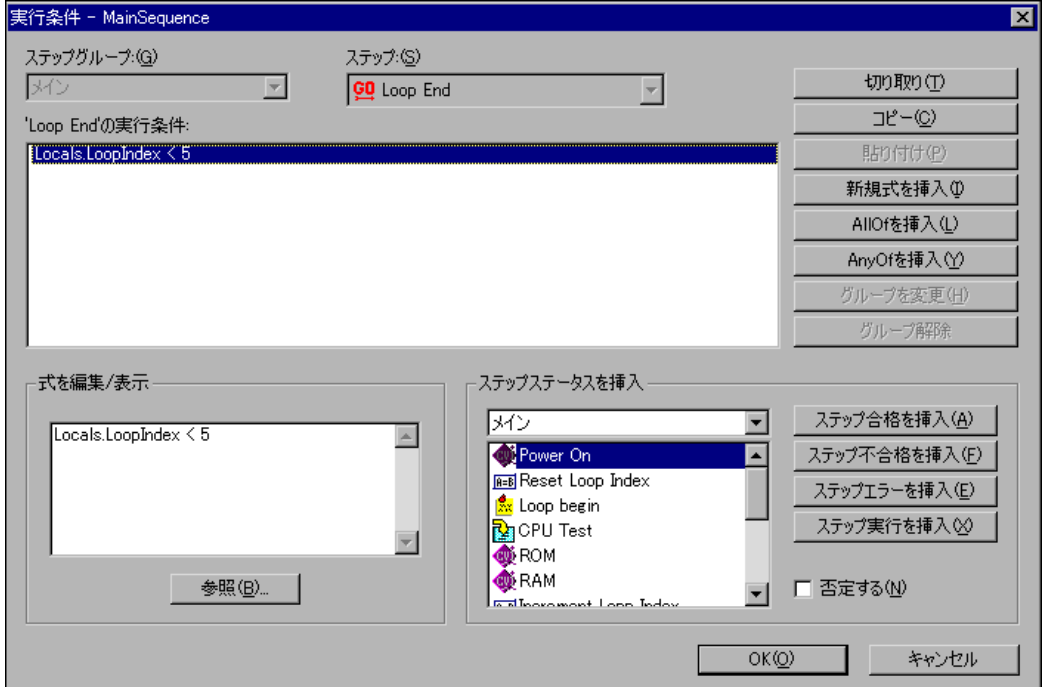 実行条件 - MainSequence
ステップグループ:(G)
ステップ:(S)
メイン
GO Loop End
'Loop End'の実行条件:
Locals.LoopIndex < 5
切り取り(T)
コピー(C)
貼り付け(P)
新規式を挿入(I)
AllOfを挿入(L)
AnyOfを挿入(Y)
グループを変更(H)
グループ解除
式を編集/表示
Locals.LoopIndex < 5
参照(B)...
ステップステータスを挿入
メイン
Power On
Reset Loop Index
Loop begin
CPU Test
ROM
RAM
Increment Loop Index
ステップ合格を挿入(A)
ステップ不合格を挿入(F)
ステップエラーを挿入(E)
ステップ実行を挿入(X)
否定する(N)
OK(O)
キャンセル